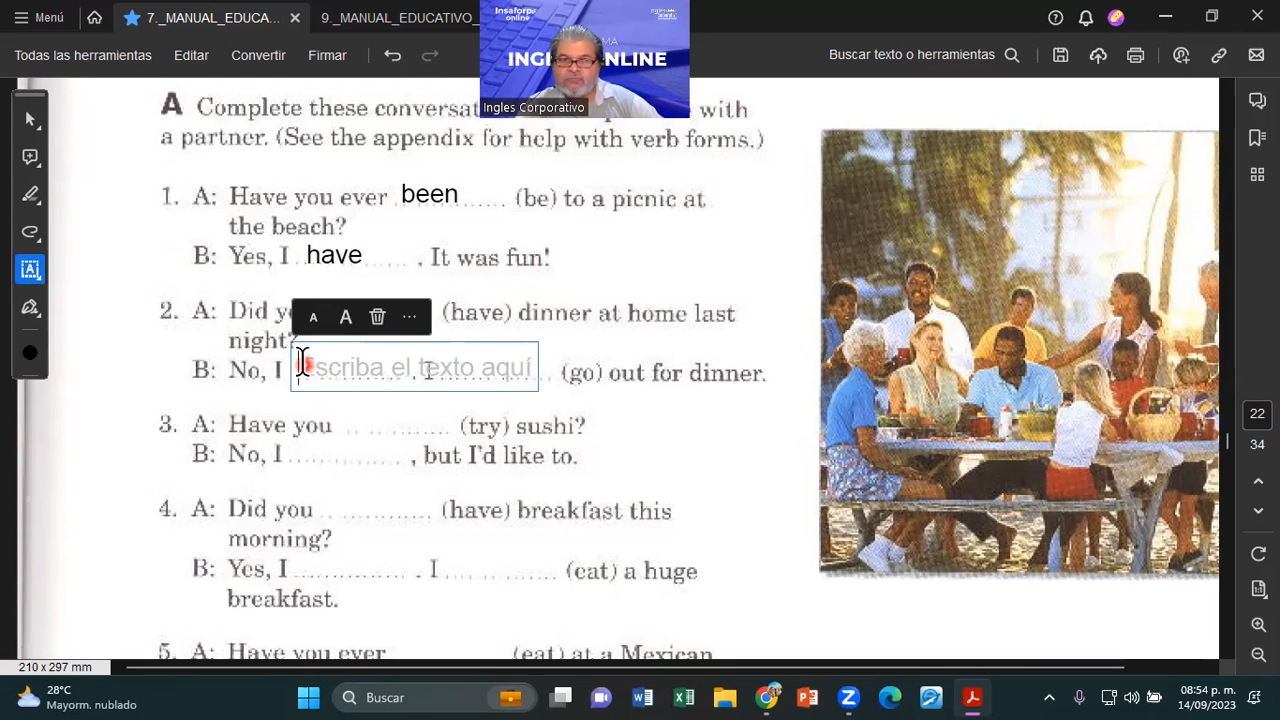 Menú
7._MANUAL_EDUCA...
9._MANUAL_EDUCATIVO_
Insaforp
online
INGLES ONLINE
Ingles Corporativo
Todas las herramientas
Editar
Convertir
Firmar
Buscar texto o herramientas
A Complete these with
a partner. (See the appendix for help with verb forms.)
1. A: Have you ever been (be) to a picnic at
the beach?
B: Yes, I have . It was fun!
2. A: Did (have) dinner at home last
night?
B: No, I Escriba el texto aquí (go) out for dinner.
3. A: Have you (try) sushi?
B: No, I , but I'd like to.
4. A: Did you (have) breakfast this
morning?
B: Yes, I . I (eat) a huge
breakfast.
5. A: Have you ever (eat) at a Mexican
22
34
210 x 297 mm
28°C
Mayorm. nublado
Buscar
08:54 p. m.
14/09/2023